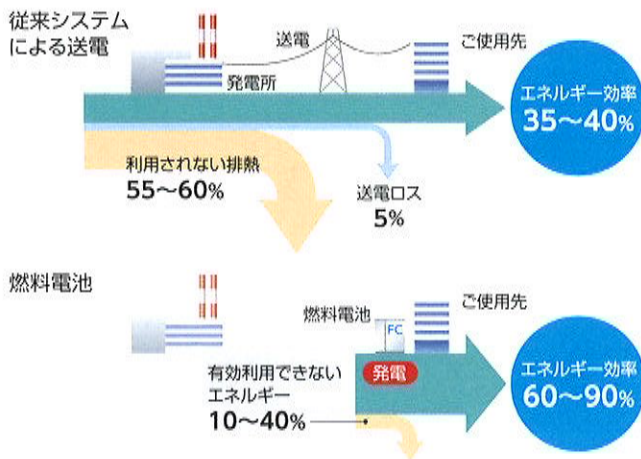 従来システム
による送電
送電
ご使用先
発電所
エネルギー効率
35～40%
利用されない排熱
55～60%
送電ロス
5%
燃料電池
ご使用先
燃料電池
FC
発電
有効利用できない
エネルギー
10～40%
エネルギー効率
60～90%